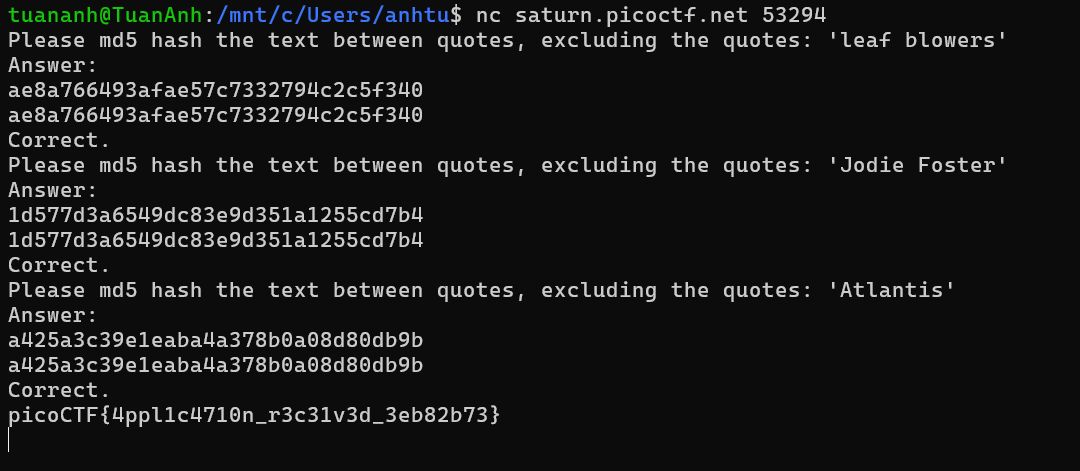 tuananh@TuanAnh:/mnt/c/Users/anhtu$ nc saturn.picoctf.net 53294
Please md5 hash the text between quotes, excluding the quotes: 'leaf blowers'
Answer:
ae8a766493afae57c7332794c2c5f340
ae8a766493afae57c7332794c2c5f340
Correct.
Please md5 hash the text between quotes, excluding the quotes: 'Jodie Foster'
Answer:
1d577d3a6549dc83e9d351a1255cd7b4
1d577d3a6549dc83e9d351a1255cd7b4
Correct.
Please md5 hash the text between quotes, excluding the quotes: 'Atlantis'
Answer:
a425a3c39e1eaba4a378b0a08d80db9b
a425a3c39e1eaba4a378b0a08d80db9b
Correct.
picoCTF{4ppl1c4710n_r3c31v3d_3eb82b73}